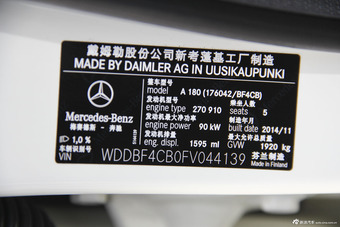 戴姆勒股份公司新考蓬基工厂制造
MADE BY DAIMLER AG IN UUSIKAUPUNKI
整车型号
model A 180 (176042/BF4CB)
发动机型号 乘坐人数
engine type 270 910 seats 5
发动机最大净功率 制造年月
engine power 90 kW built date 2014/11
发动机排量 最大允许总质量
eng. displ. 1595 ml GVW 1920 kg
Mercedes-Benz
梅赛德斯-奔驰
1,0 %
VIN WDDBF4CB0FV044139
芬兰制造
Made in Finland